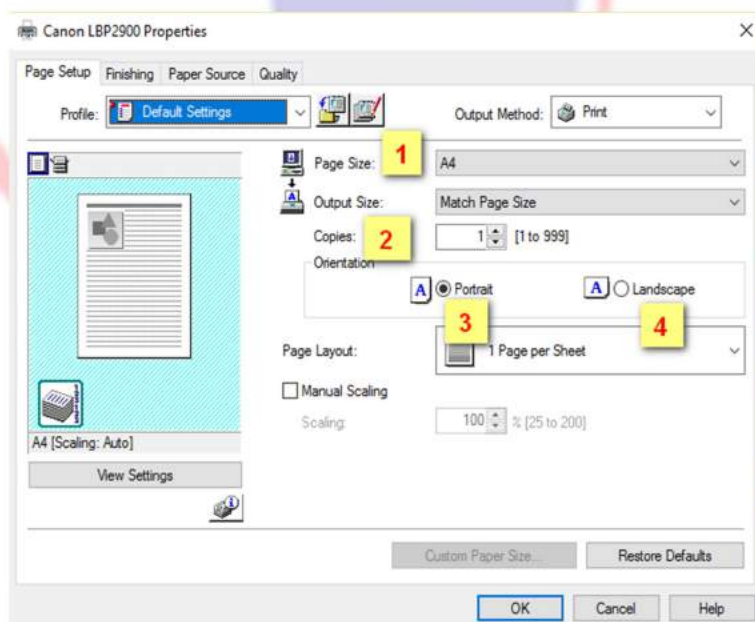 Canon LBP2900 Properties
Page Setup Finishing Paper Source Quality
Profile: Default Settings Output Method: Print
1 Page Size: A4
Output Size: Match Page Size
Copies: 2 1 [1 to 999]
Orientation
A Portrait A Landscape
3 4
Page Layout: 1 Page per Sheet
Manual Scaling
Scaling: 100 % [25 to 200]
A4 [Scaling: Auto]
View Settings
Custom Paper Size... Restore Defaults
OK Cancel Help